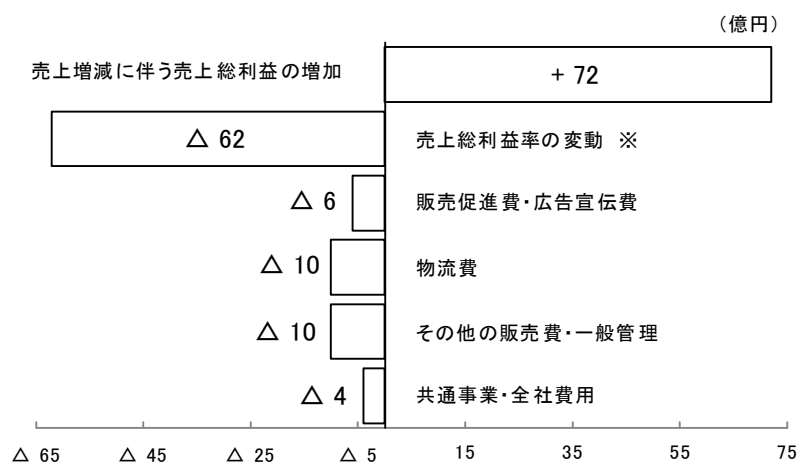 （億円）
売上増減に伴う売上総利益の増加
+ 72
△ 62
売上総利益率の変動 ※
△ 6
販売促進費・広告宣伝費
△ 10
物流費
△ 10
その他の販売費・一般管理
△ 4
共通事業・全社費用
△ 65 △ 45 △ 25 △ 5 15 35 55 75